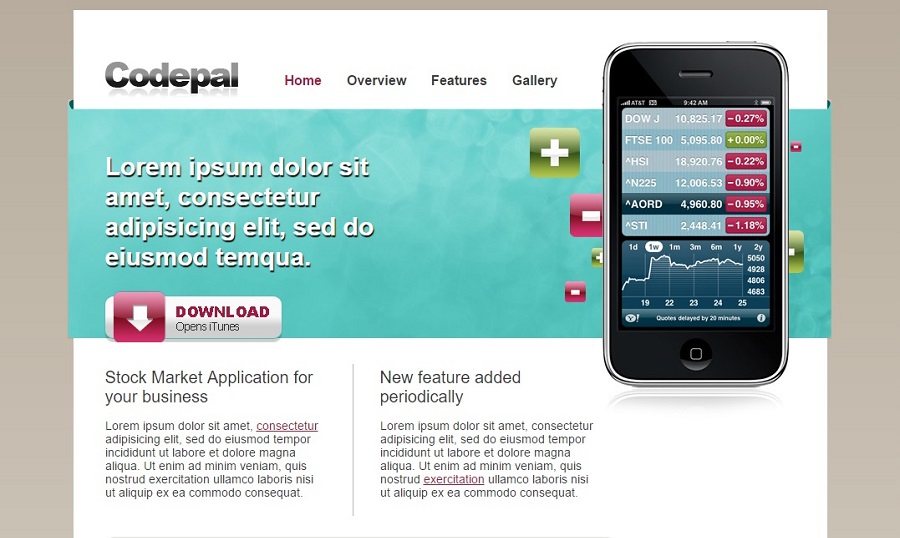 Codepal
Home Overview Features Gallery
Lorem ipsum dolor sit
amet, consectetur
adipisicing elit, sed do
eiusmod temqua.
DOWNLOAD
Opens iTunes
AT&T 9:42 AM
DOW J 10,825.17 −0.27%
FTSE 100 5,095.80 +0.00%
^HSI 18,920.76 −0.22%
^N225 12,006.53 −0.90%
^AORD 4,960.80 −0.95%
^STI 2,448.41 −1.18%
1d 1w 1m 3m 6m 1y 2y
5050
4928
4806
4683
19 22 23 24 25
Y! Quotes delayed by 20 minutes i
Stock Market Application for
your business
Lorem ipsum dolor sit amet, consectetur
adipisicing elit, sed do eiusmod tempor
incididunt ut labore et dolore magna
aliqua. Ut enim ad minim veniam, quis
nostrud exercitation ullamco laboris nisi
ut aliquip ex ea commodo consequat.
New feature added
periodically
Lorem ipsum dolor sit amet, consectetur
adipisicing elit, sed do eiusmod tempor
incididunt ut labore et dolore magna
aliqua. Ut enim ad minim veniam, quis
nostrud exercitation ullamco laboris nisi
ut aliquip ex ea commodo consequat.